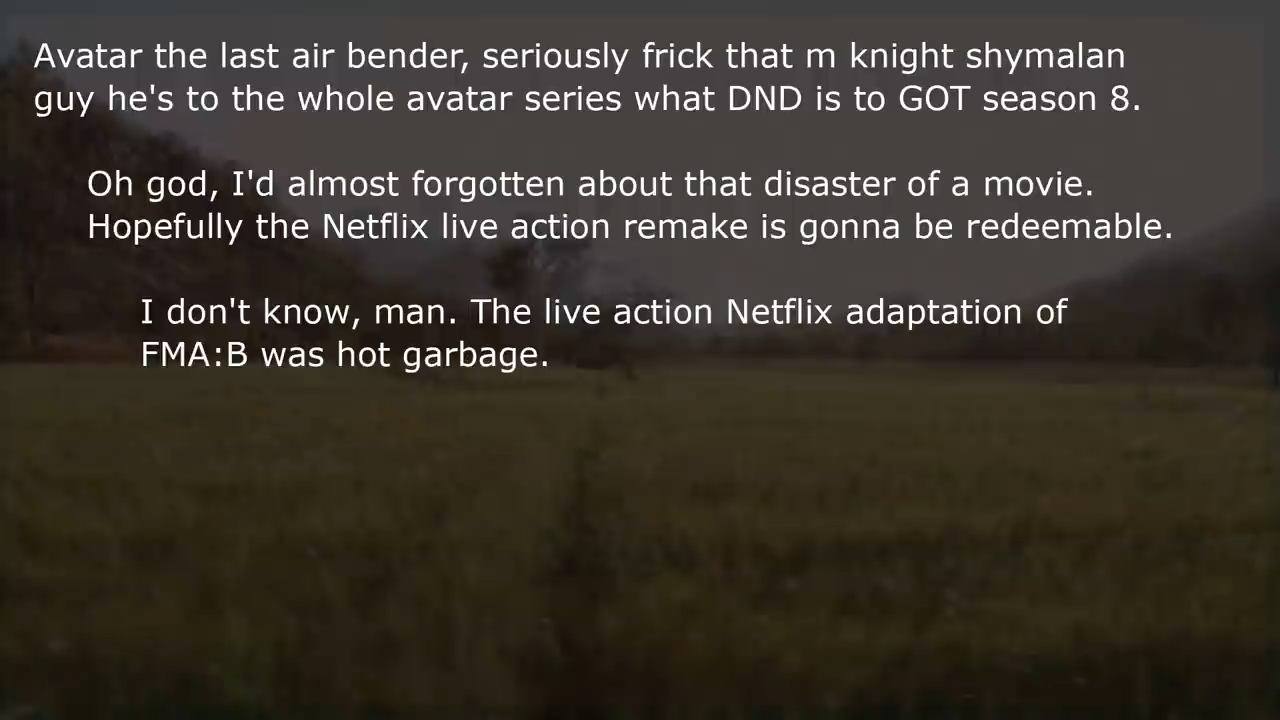 Avatar the last air bender, seriously frick that m knight shymalan
guy he's to the whole avatar series what DND is to GOT season 8.
Oh god, I'd almost forgotten about that disaster of a movie.
Hopefully the Netflix live action remake is gonna be redeemable.
I don't know, man. The live action Netflix adaptation of
FMA:B was hot garbage.